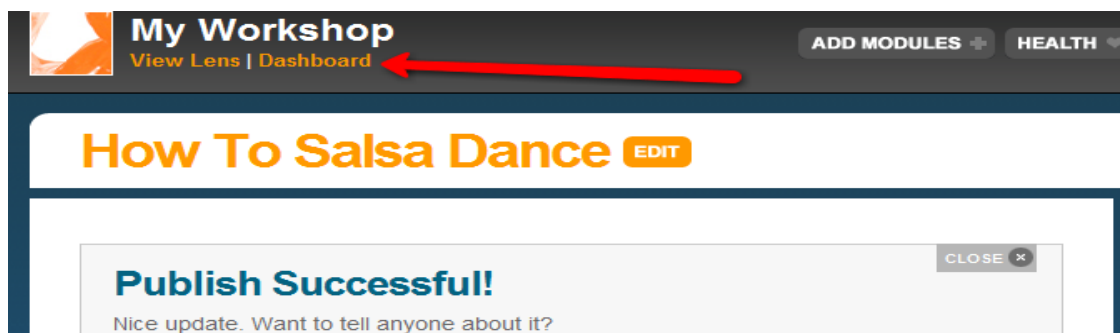 My Workshop
View Lens | Dashboard
ADD MODULES
HEALTH
How To Salsa Dance EDIT
CLOSE
Publish Successful!
Nice update. Want to tell anyone about it?